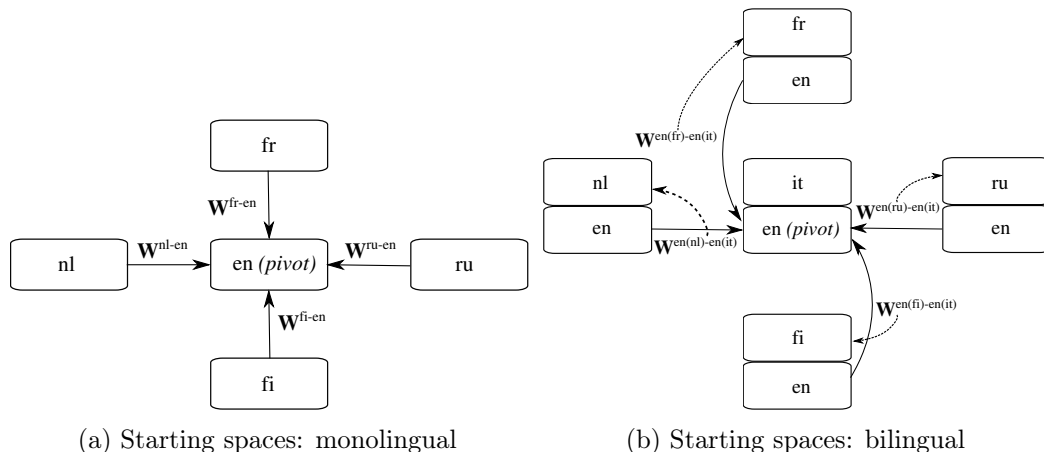 fr
W^fr-en
nl
W^nl-en
en (pivot)
W^ru-en
ru
W^fi-en
fi
(a) Starting spaces: monolingual
fr
en
W^en(fr)-en(it)
nl
en
W^en(nl)-en(it)
it
en (pivot)
W^en(ru)-en(it)
ru
en
W^en(fi)-en(it)
fi
en
(b) Starting spaces: bilingual